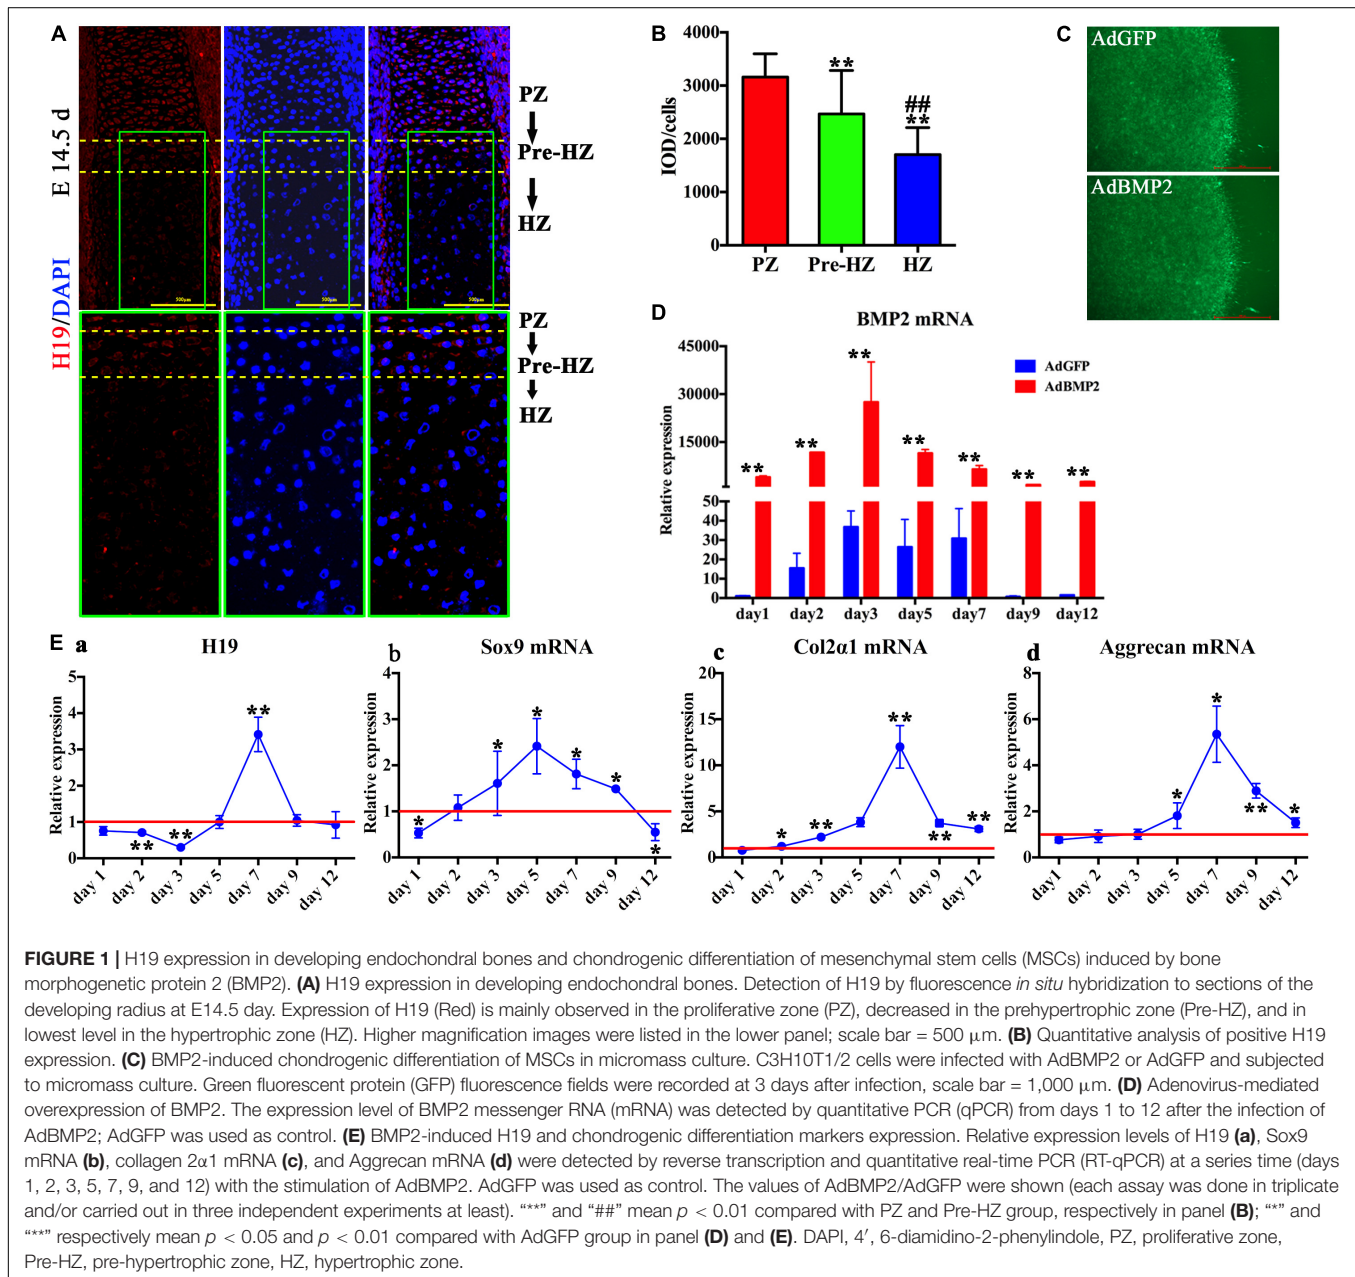 A
E 14.5 d
H19/DAPI
PZ
Pre-HZ
HZ
500μm
500μm
PZ
Pre-HZ
HZ
B
IOD/cells
4000
3000
2000
1000
0
**
##
**
PZ Pre-HZ HZ
C
AdGFP
AdBMP2
D
BMP2 mRNA
Relative expression
45000
30000
15000
50
40
30
20
10
0
AdGFP
AdBMP2
** ** ** ** ** ** **
day1 day2 day3 day5 day7 day9 day12
E
a
H19
Relative expression
5
4
3
2
1
0
** ** **
day 1 day 2 day 3 day 5 day 7 day 9 day 12
b
Sox9 mRNA
Relative expression
4
3
2
1
0
* * * * * *
day 1 day 2 day 3 day 5 day 7 day 9 day 12
c
Col2α1 mRNA
Relative expression
20
15
10
5
0
* ** ** ** **
day 1 day 2 day 3 day 5 day 7 day 9 day 12
d
Aggrecan mRNA
Relative expression
8
6
4
2
0
* * ** *
day1 day 2 day 3 day 5 day 7 day 9 day 12
FIGURE 1 | H19 expression in developing endochondral bones and chondrogenic differentiation of mesenchymal stem cells (MSCs) induced by bone
morphogenetic protein 2 (BMP2). (A) H19 expression in developing endochondral bones. Detection of H19 by fluorescence in situ hybridization to sections of the
developing radius at E14.5 day. Expression of H19 (Red) is mainly observed in the proliferative zone (PZ), decreased in the prehypertrophic zone (Pre-HZ), and in
lowest level in the hypertrophic zone (HZ). Higher magnification images were listed in the lower panel; scale bar = 500 μm. (B) Quantitative analysis of positive H19
expression. (C) BMP2-induced chondrogenic differentiation of MSCs in micromass culture. C3H10T1/2 cells were infected with AdBMP2 or AdGFP and subjected
to micromass culture. Green fluorescent protein (GFP) fluorescence fields were recorded at 3 days after infection, scale bar = 1,000 μm. (D) Adenovirus-mediated
overexpression of BMP2. The expression level of BMP2 messenger RNA (mRNA) was detected by quantitative PCR (qPCR) from days 1 to 12 after the infection of
AdBMP2; AdGFP was used as control. (E) BMP2-induced H19 and chondrogenic differentiation markers expression. Relative expression levels of H19 (a), Sox9
mRNA (b), collagen 2α1 mRNA (c), and Aggrecan mRNA (d) were detected by reverse transcription and quantitative real-time PCR (RT-qPCR) at a series time (days
1, 2, 3, 5, 7, 9, and 12) with the stimulation of AdBMP2. AdGFP was used as control. The values of AdBMP2/AdGFP were shown (each assay was done in triplicate
and/or carried out in three independent experiments at least). "**" and "##" mean p < 0.01 compared with PZ and Pre-HZ group, respectively in panel (B); "*" and
"**" respectively mean p < 0.05 and p < 0.01 compared with AdGFP group in panel (D) and (E). DAPI, 4′, 6-diamidino-2-phenylindole, PZ, proliferative zone,
Pre-HZ, pre-hypertrophic zone, HZ, hypertrophic zone.